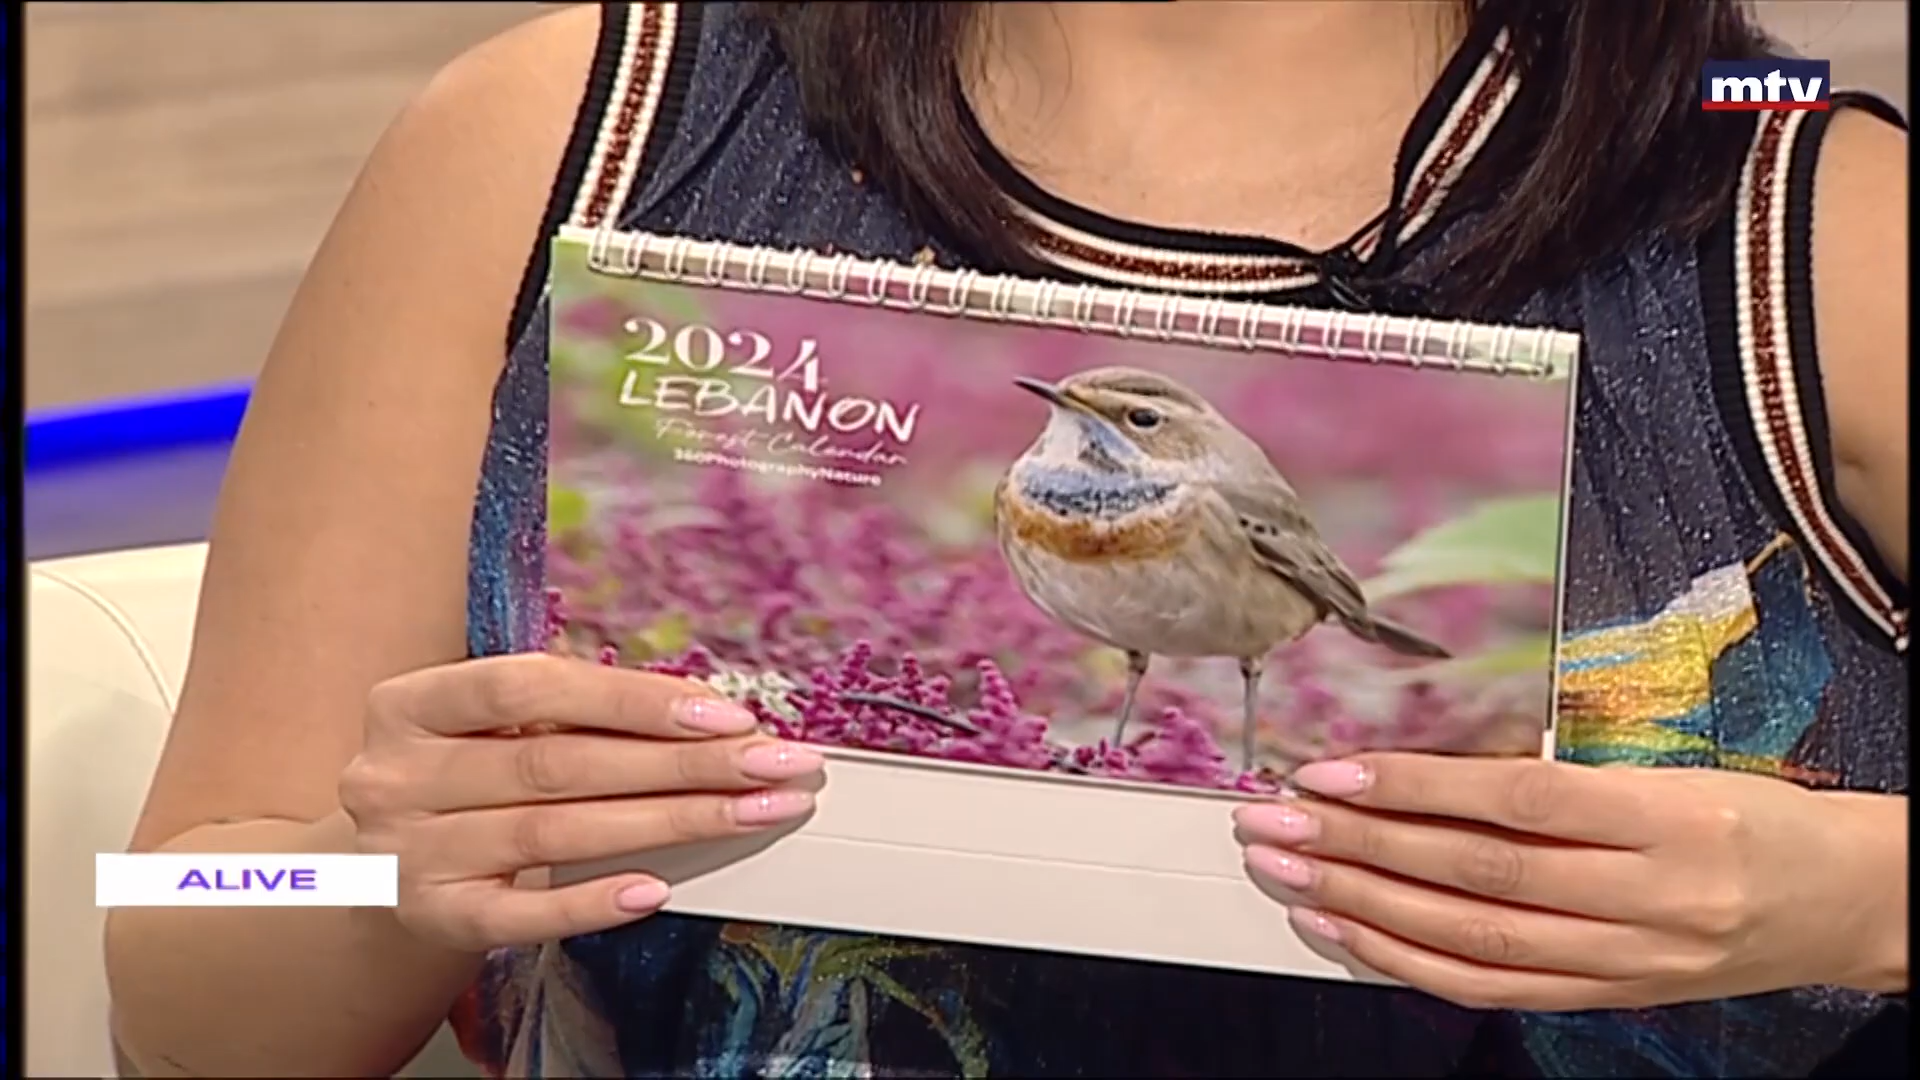 mtv
2024
LEBANON
Forest Calendar
360PhotographyNature
ALIVE